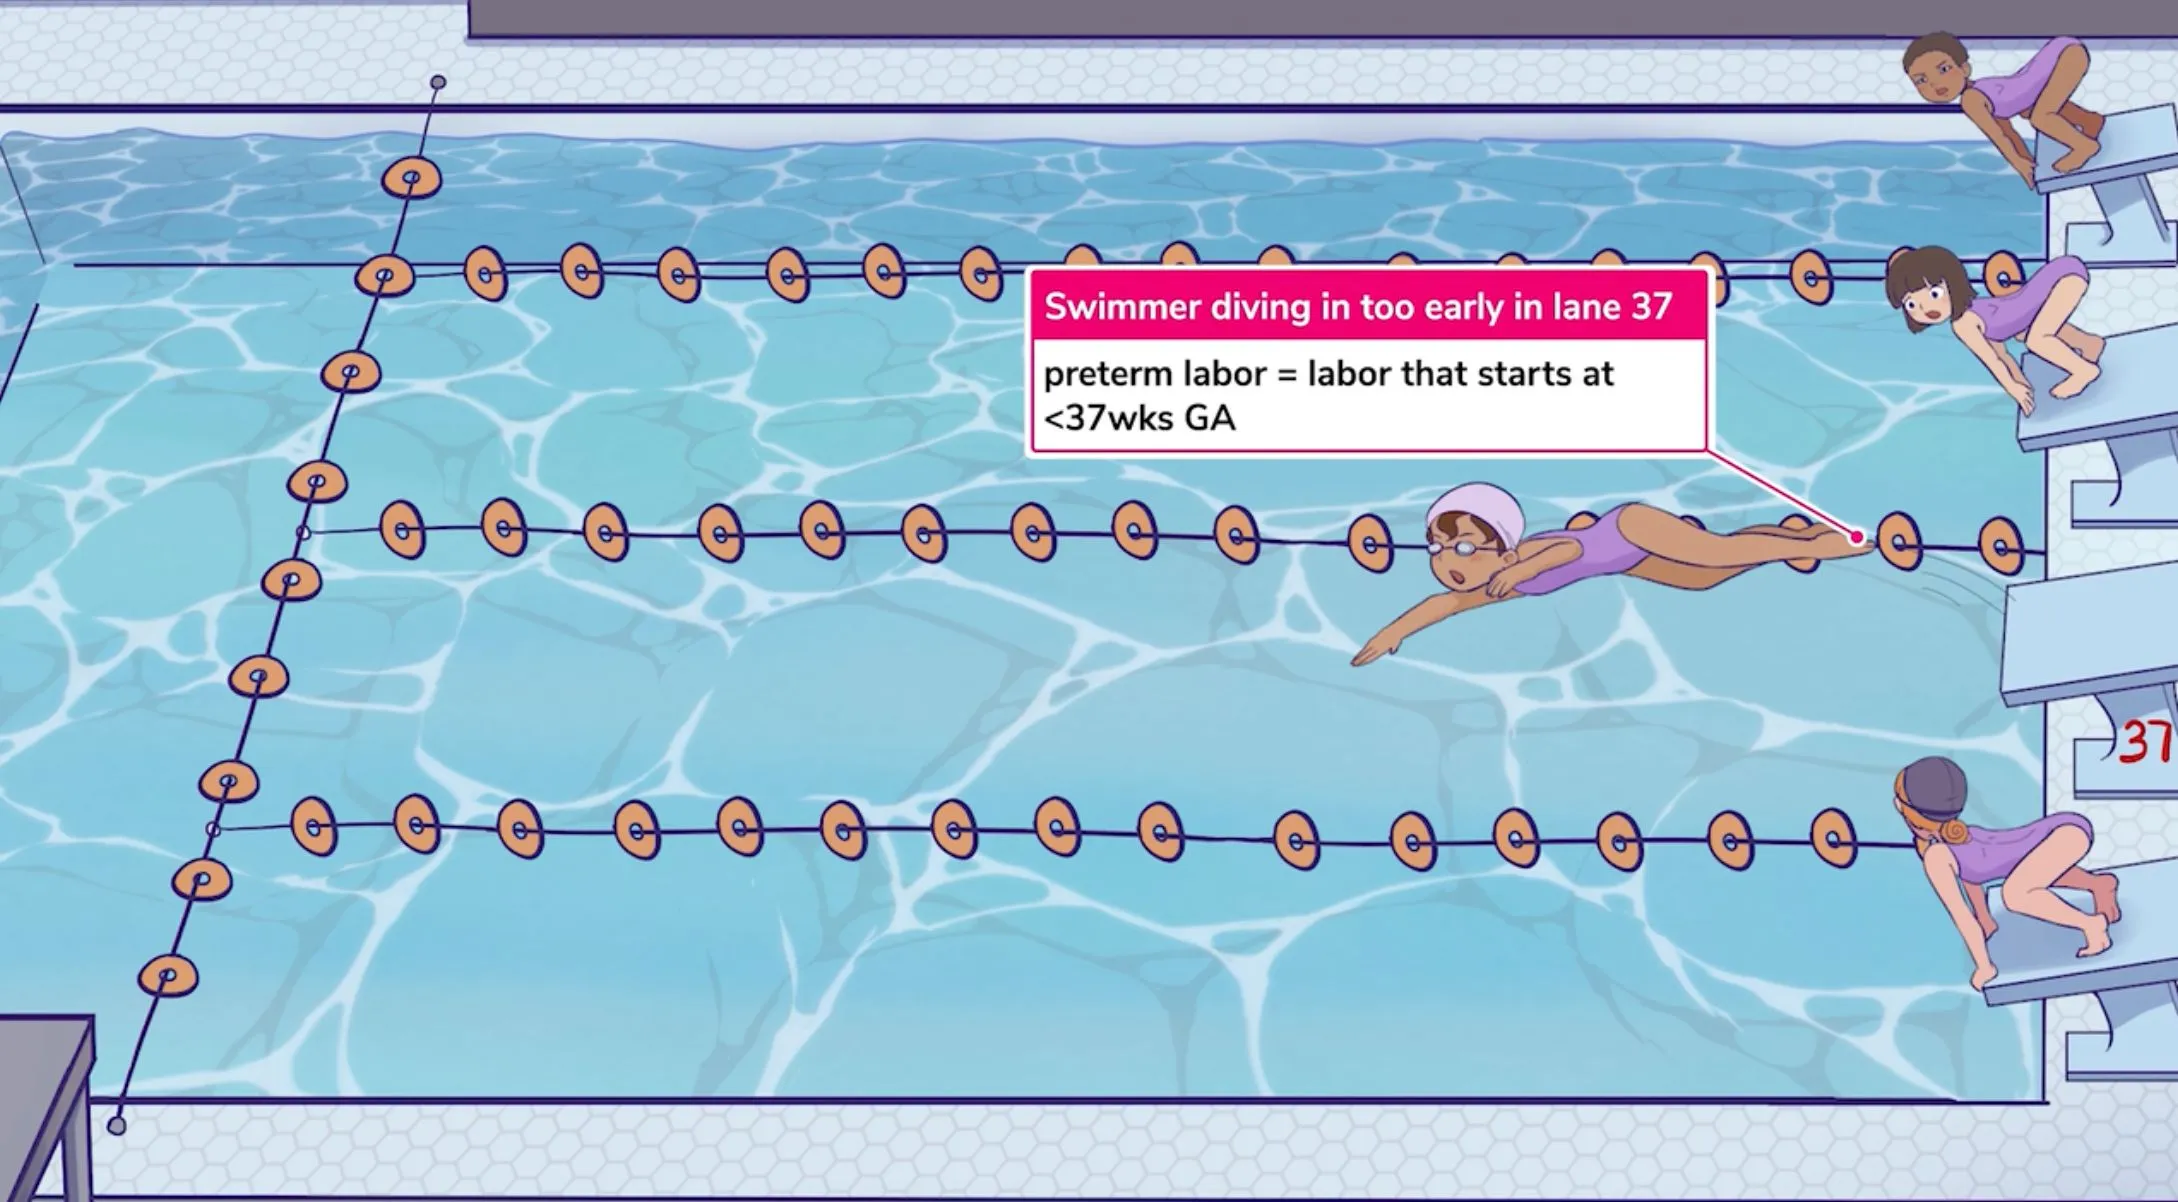 Swimmer diving in too early in lane 37
preterm labor = labor that starts at
<37wks GA
37